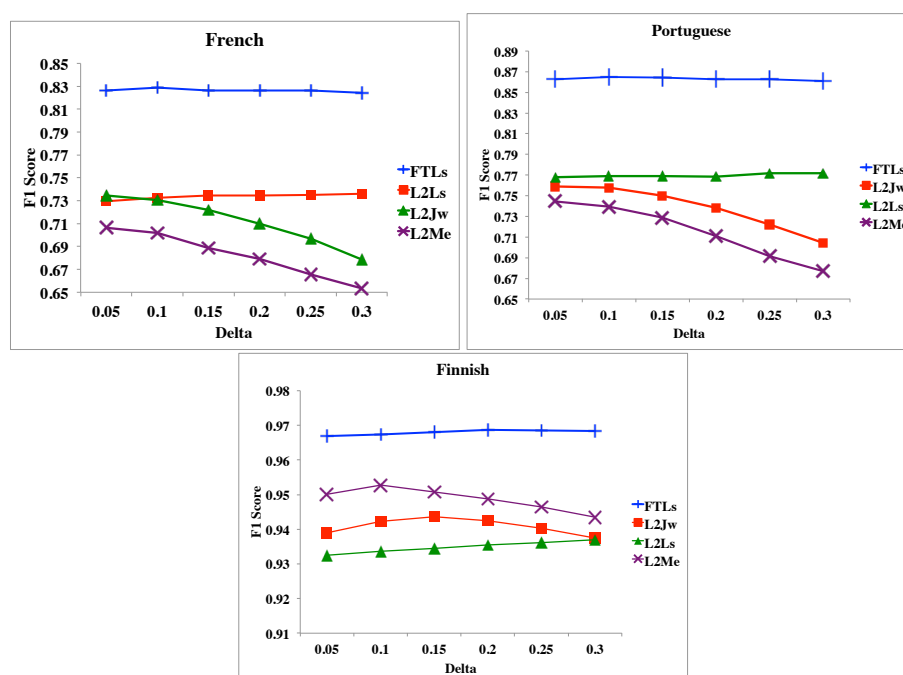 French
0.85
0.83
0.81
0.79
0.77
0.75
0.73
0.71
0.69
0.67
0.65
F1 Score
0.05 0.1 0.15 0.2 0.25 0.3
Delta
FTLs
L2Ls
L2Jw
L2Me
Portuguese
0.89
0.87
0.85
0.83
0.81
0.79
0.77
0.75
0.73
0.71
0.69
0.67
0.65
F1 Score
0.05 0.1 0.15 0.2 0.25 0.3
Delta
FTLs
L2Jw
L2Ls
L2Me
Finnish
0.98
0.97
0.96
0.95
0.94
0.93
0.92
0.91
F1 Score
0.05 0.1 0.15 0.2 0.25 0.3
Delta
FTLs
L2Jw
L2Ls
L2Me